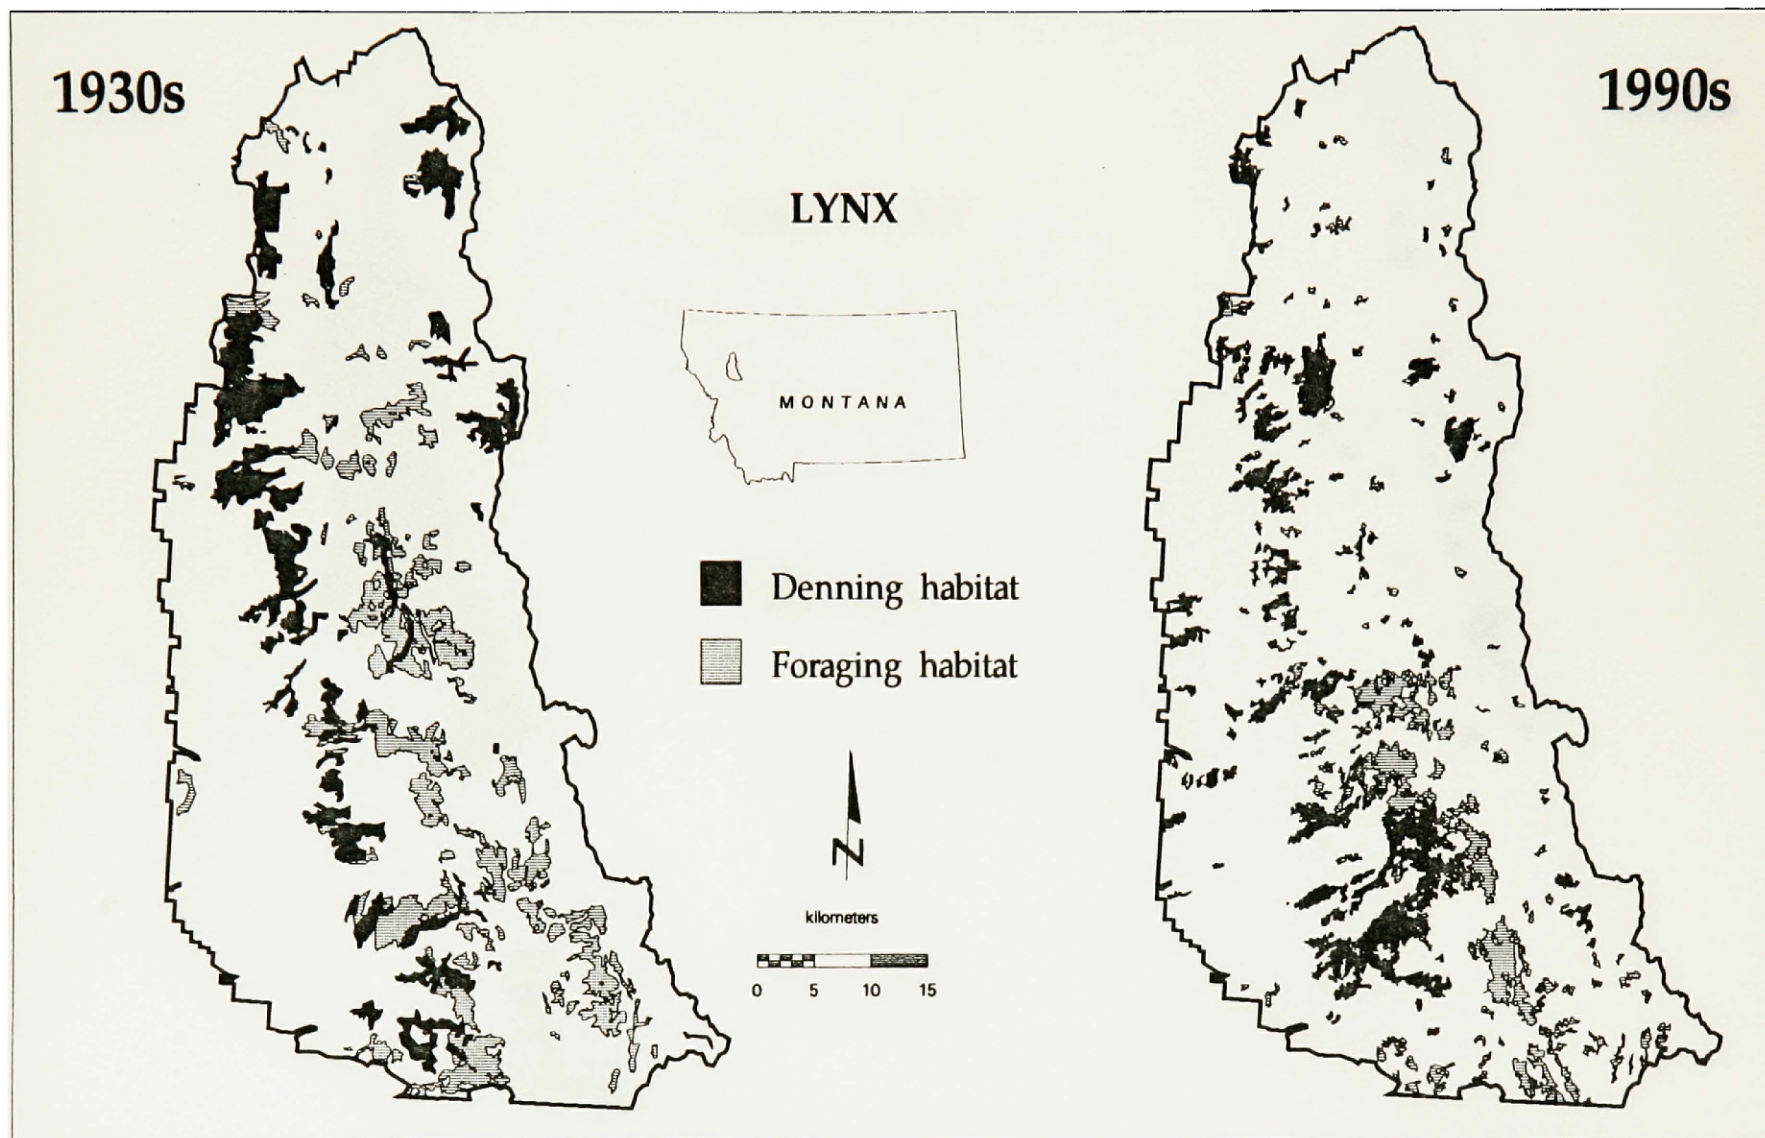 1930s
1990s
LYNX
MONTANA
Denning habitat
Foraging habitat
N
kilometers
0 5 10 15